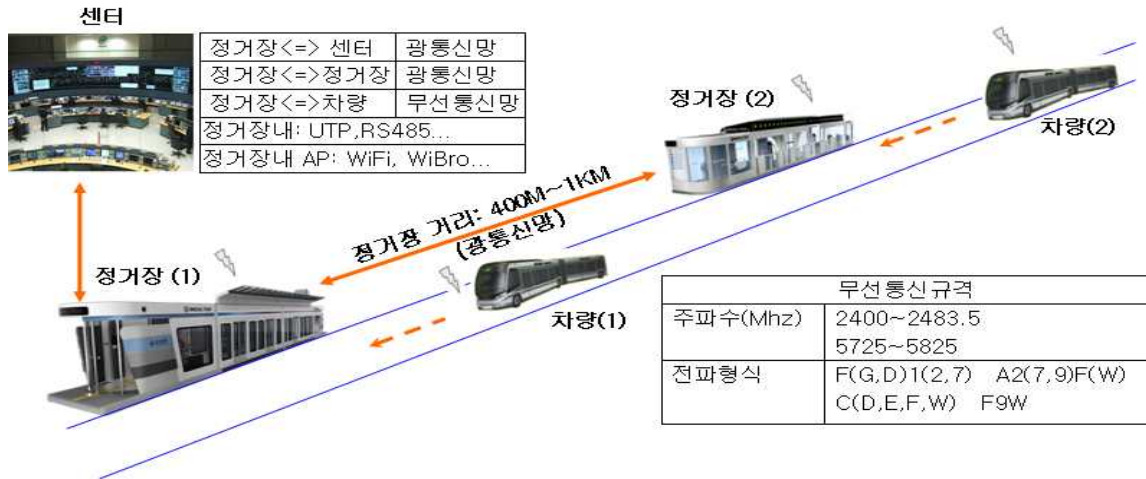 센터
정거장<=> 센터 광통신망
정거장<=>정거장 광통신망
정거장<=>차량 무선통신망
정거장내: UTP,RS485...
정거장내 AP: WiFi, WiBro...
정거장 (2)
차량(2)
정거장 거리: 400M~1KM
(광통신망)
정거장 (1)
차량(1)
무선통신규격
주파수(Mhz) 2400~2483.5
5725~5825
전파형식 F(G,D)1(2,7) A2(7,9)F(W)
C(D,E,F,W) F9W